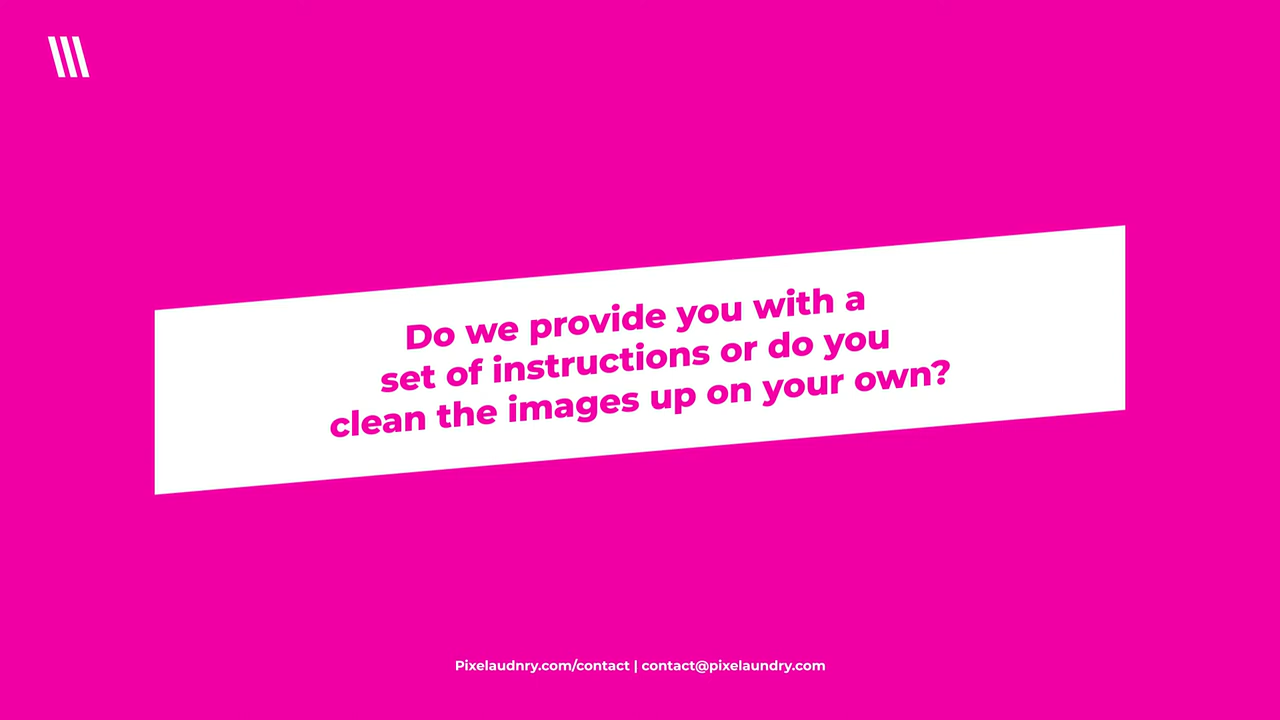 Do we provide you with a
set of instructions or do you
clean the images up on your own?
Pixelaudnry.com/contact | contact@pixelaundry.com